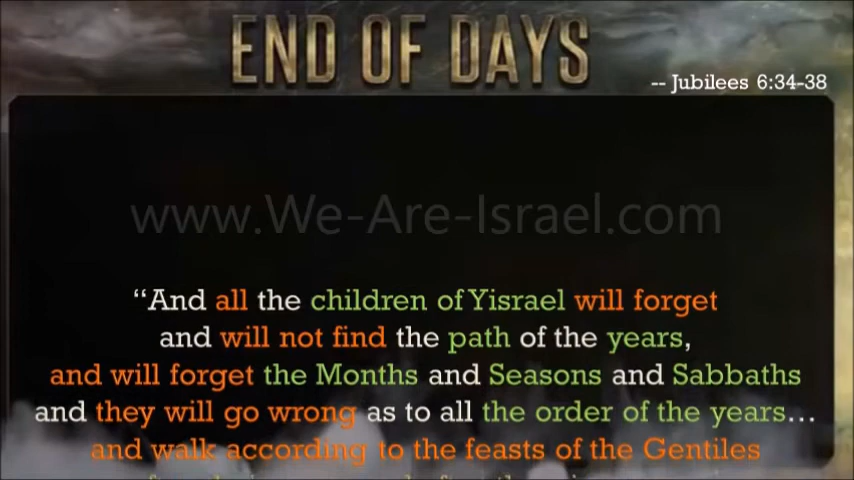 END OF DAYS
-- Jubilees 6:34-38
www.We-Are-Israel.com
“And all the children of Yisrael will forget
and will not find the path of the years,
and will forget the Months and Seasons and Sabbaths
and they will go wrong as to all the order of the years...
and walk according to the feasts of the Gentiles